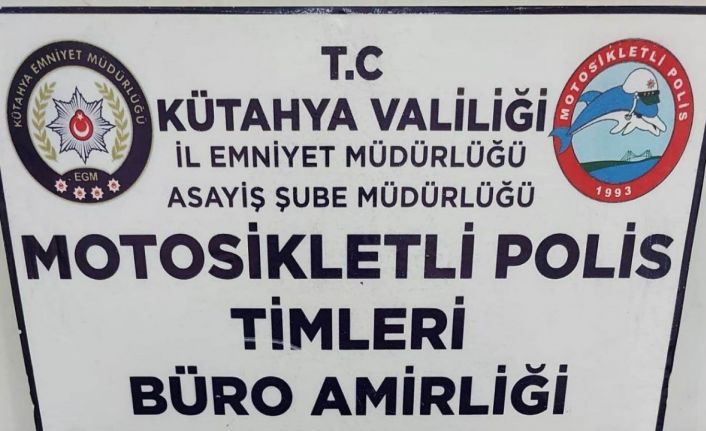 T.C
KÜTAHYA VALİLİĞİ
İL EMNİYET MÜDÜRLÜĞÜ
ASAYİŞ ŞUBE MÜDÜRLÜĞÜ
MOTOSİKLETLİ POLİS
TİMLERİ
BÜRO AMİRLİĞİ
KÜTAHYA EMNİYET MÜDÜRLÜĞÜ
EGM
MOTOSİKLETLİ POLİS
1993